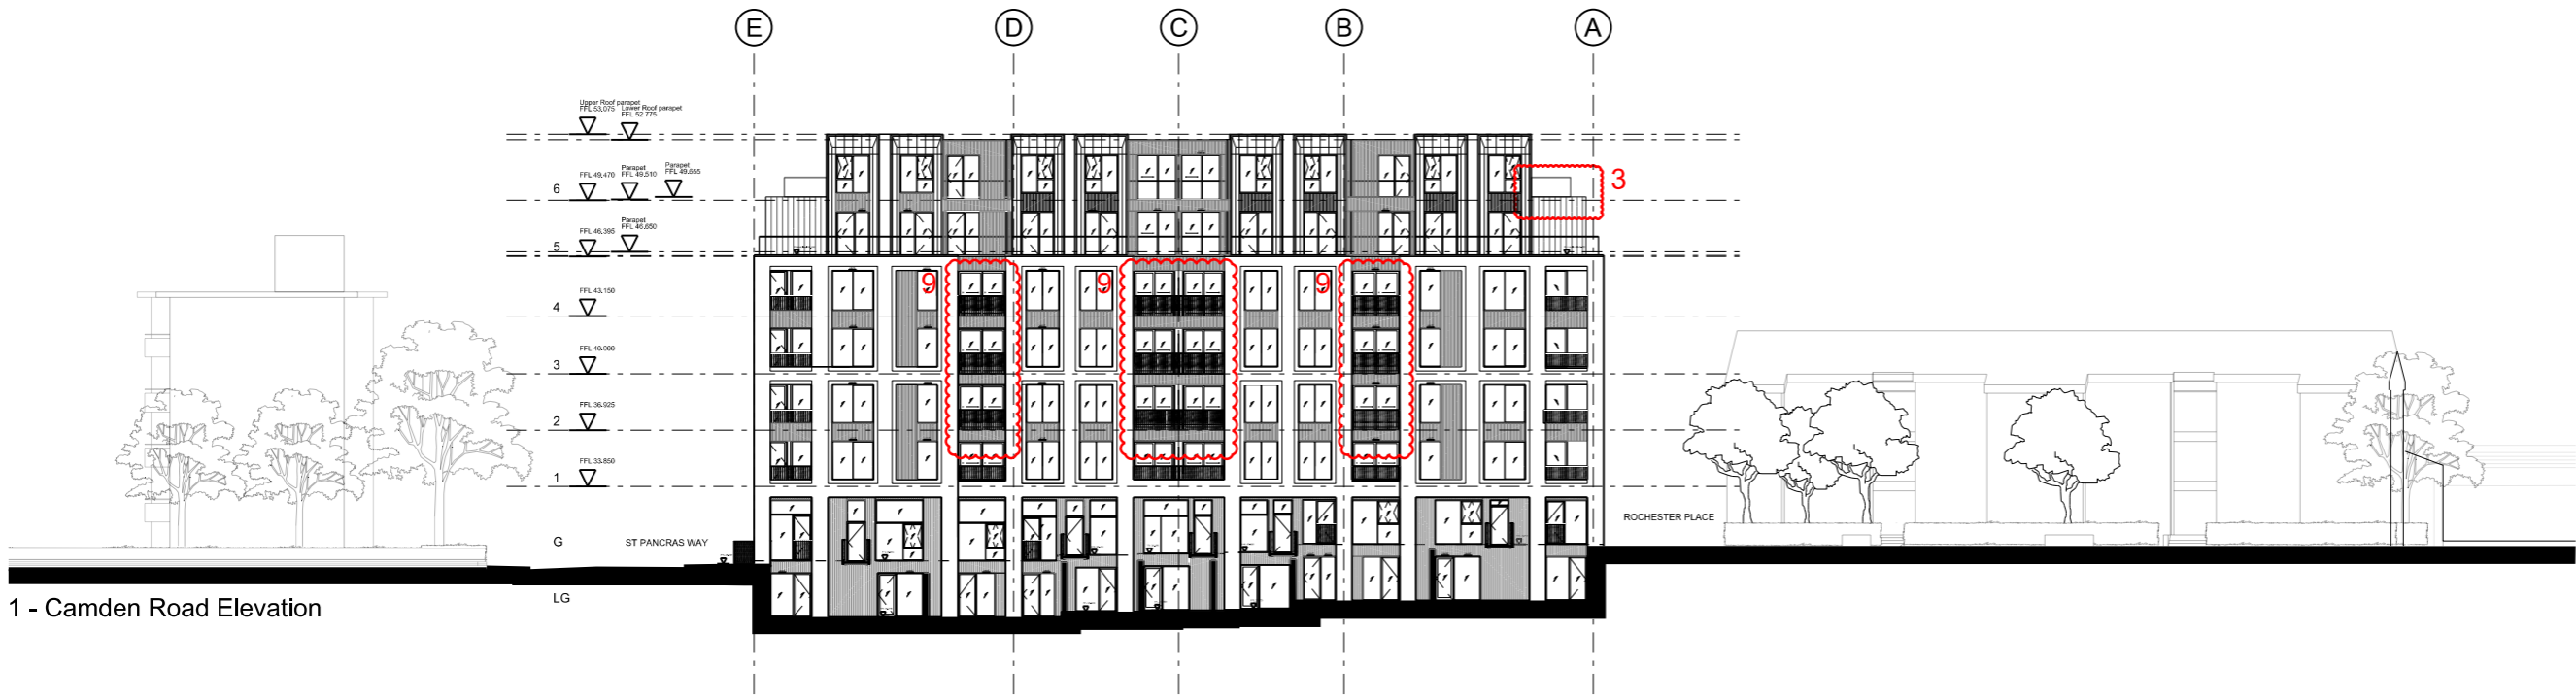 E D C B A
Upper Roof parapet
FFL 53,075
Lower Roof parapet
FFL 52,775
6
FFL 49,470
Parapet
FFL 49,510
Parapet
FFL 49,655
3
5
FFL 46,395
Parapet
FFL 46,650
9 9 9
4
FFL 43,150
3
FFL 40,000
2
FFL 36,925
1
FFL 33,850
G
ST PANCRAS WAY
ROCHESTER PLACE
LG
1 - Camden Road Elevation